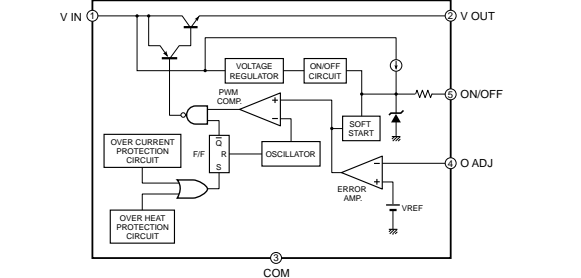 V IN 1
2 V OUT
VOLTAGE
REGULATOR
ON/OFF
CIRCUIT
PWM
COMP.
+
−
5 ON/OFF
SOFT
START
OVER CURRENT
PROTECTION
CIRCUIT
F/F
Q
R
S
OSCILLATOR
−
+
4 O ADJ
ERROR
AMP.
VREF
OVER HEAT
PROTECTION
CIRCUIT
3
COM